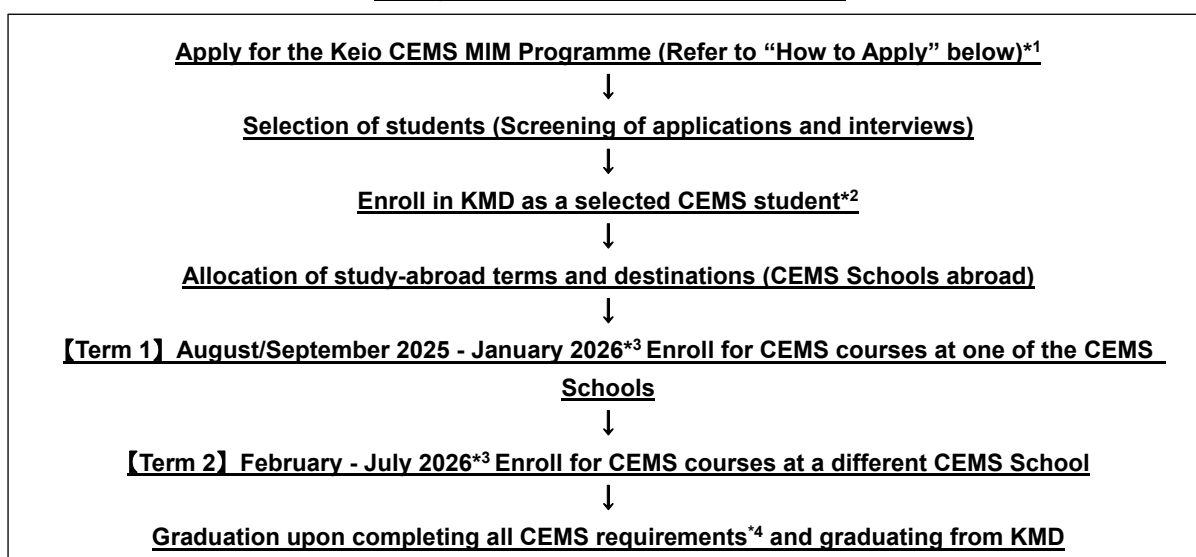 Apply for the Keio CEMS MIM Programme (Refer to “How to Apply” below)*1
↓
Selection of students (Screening of applications and interviews)
↓
Enroll in KMD as a selected CEMS student*2
↓
Allocation of study-abroad terms and destinations (CEMS Schools abroad)
↓
【Term 1】August/September 2025 - January 2026*3 Enroll for CEMS courses at one of the CEMS
Schools
↓
【Term 2】February - July 2026*3 Enroll for CEMS courses at a different CEMS School
↓
Graduation upon completing all CEMS requirements*4 and graduating from KMD